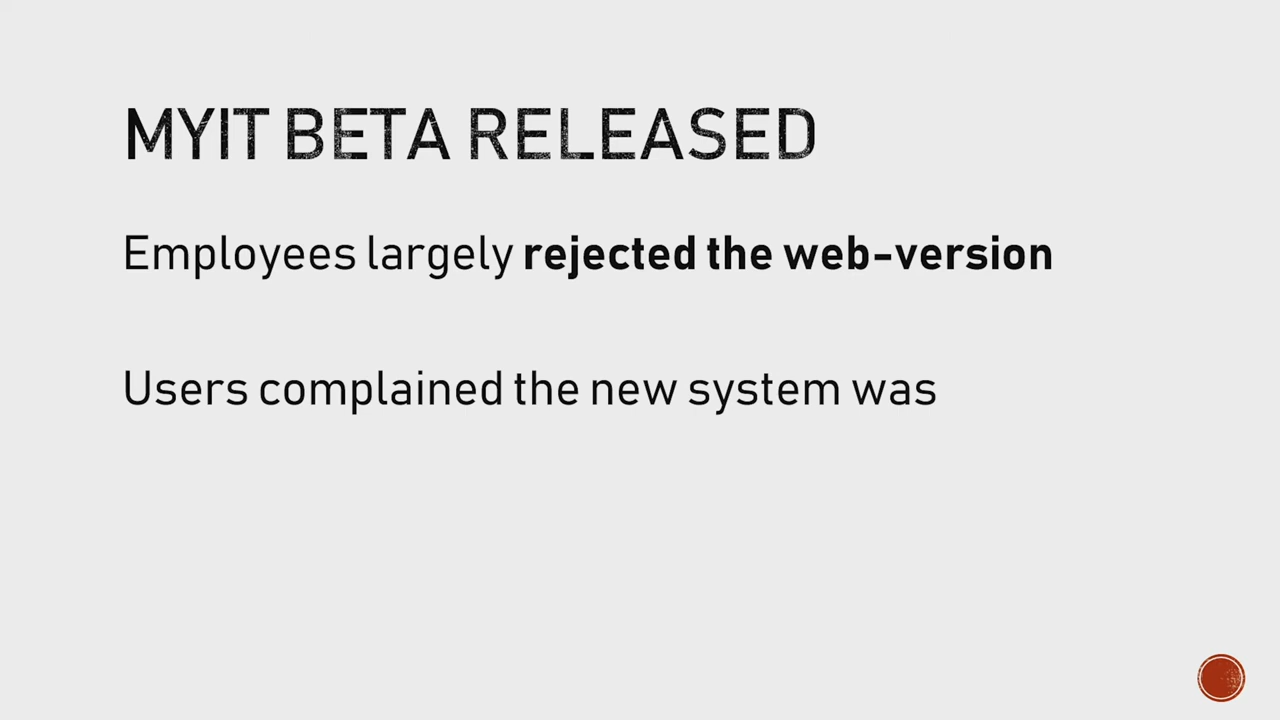 MYIT BETA RELEASED
Employees largely rejected the web-version
Users complained the new system was